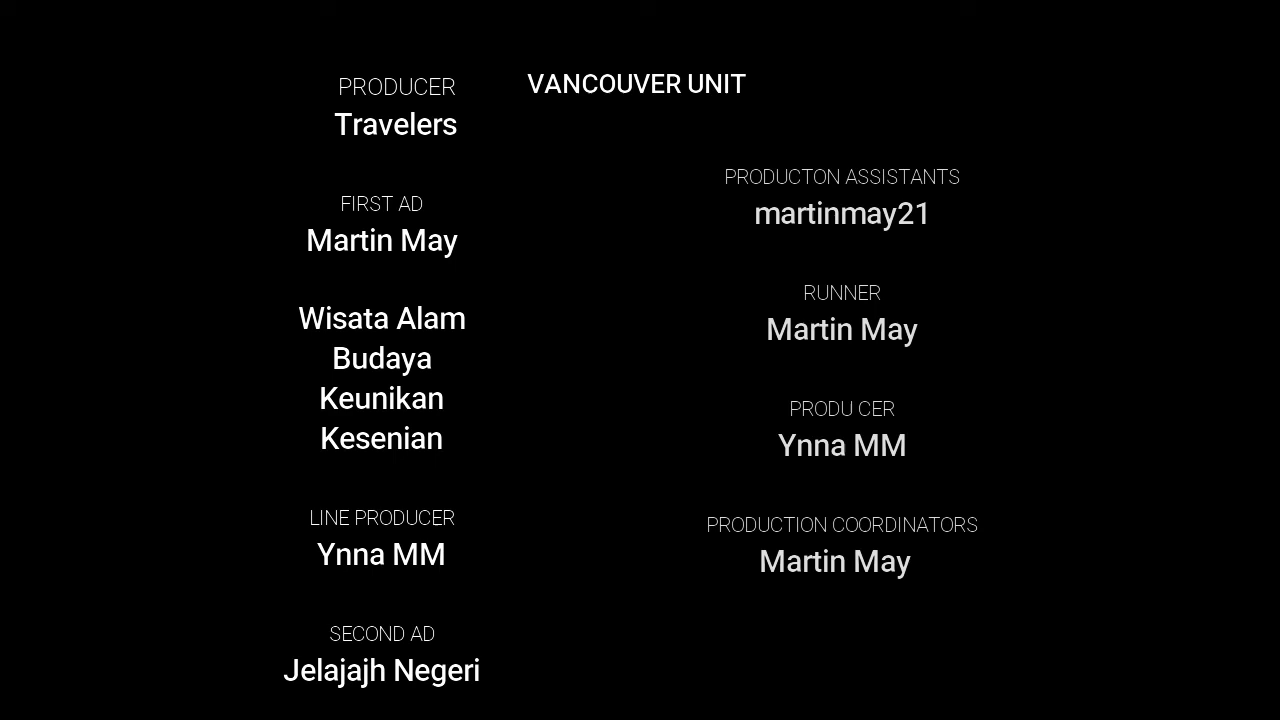 VANCOUVER UNIT
PRODUCER
Travelers
FIRST AD
Martin May
Wisata Alam
Budaya
Keunikan
Kesenian
LINE PRODUCER
Ynna MM
SECOND AD
Jelajajh Negeri
PRODUCTON ASSISTANTS
martinmay21
RUNNER
Martin May
PRODU CER
Ynna MM
PRODUCTION COORDINATORS
Martin May